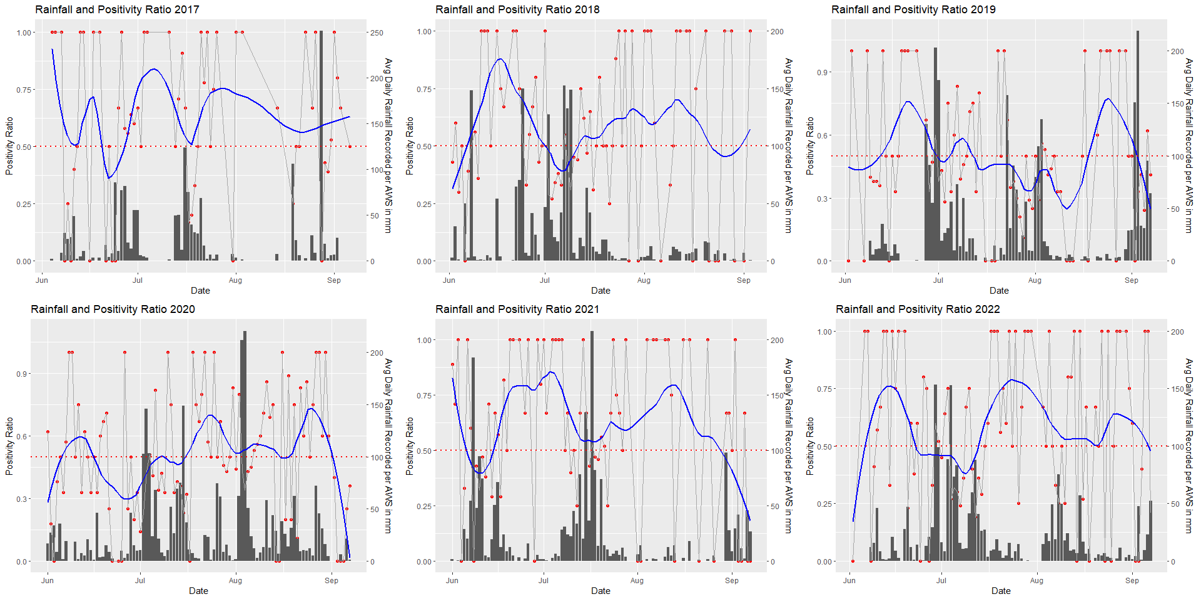 Rainfall and Positivity Ratio 2017
1.00
0.75
0.50
0.25
0.00
Positivity Ratio
250
200
150
100
50
0
Avg Daily Rainfall Recorded per AWS in mm
Jun
Jul
Aug
Sep
Date
Rainfall and Positivity Ratio 2018
1.00
0.75
0.50
0.25
0.00
Positivity Ratio
200
150
100
50
0
Avg Daily Rainfall Recorded per AWS in mm
Jun
Jul
Aug
Sep
Date
Rainfall and Positivity Ratio 2019
0.9
0.6
0.3
0.0
Positivity Ratio
200
150
100
50
0
Avg Daily Rainfall Recorded per AWS in mm
Jun
Jul
Aug
Sep
Date
Rainfall and Positivity Ratio 2020
0.9
0.6
0.3
0.0
Positivity Ratio
200
150
100
50
0
Avg Daily Rainfall Recorded per AWS in mm
Jun
Jul
Aug
Sep
Date
Rainfall and Positivity Ratio 2021
1.00
0.75
0.50
0.25
0.00
Positivity Ratio
200
150
100
50
0
Avg Daily Rainfall Recorded per AWS in mm
Jun
Jul
Aug
Sep
Date
Rainfall and Positivity Ratio 2022
1.00
0.75
0.50
0.25
0.00
Positivity Ratio
200
150
100
50
0
Avg Daily Rainfall Recorded per AWS in mm
Jun
Jul
Aug
Sep
Date